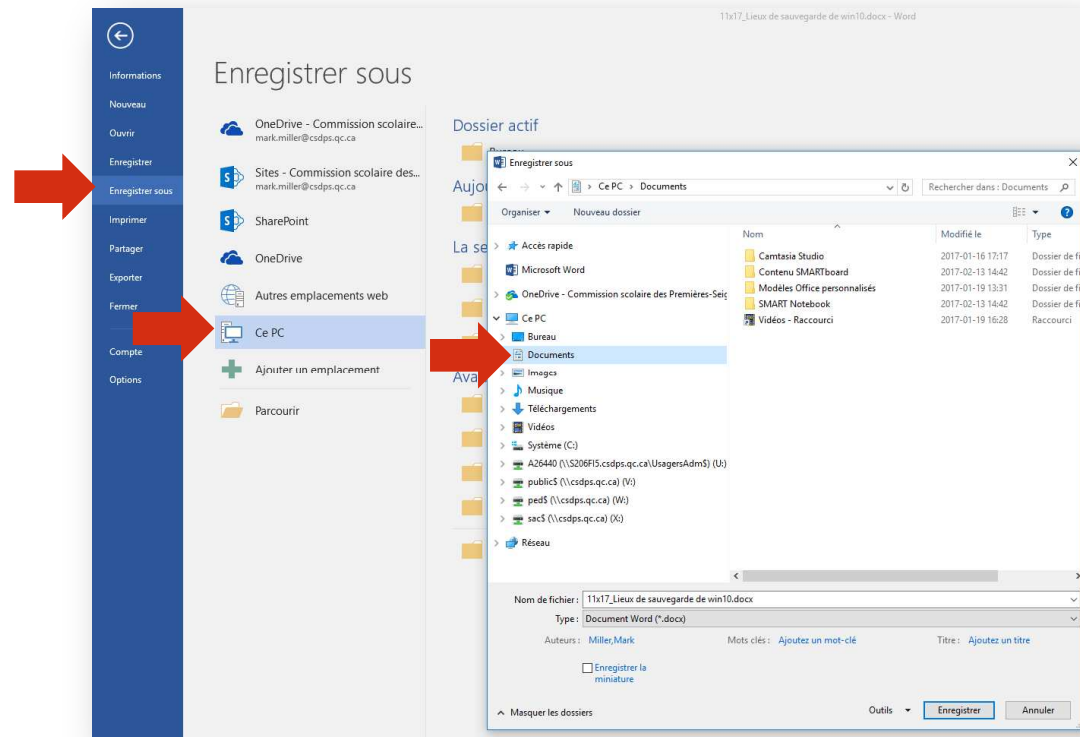 11x17_Lieux de sauvegarde de win10.docx - Word
Informations
Nouveau
Ouvrir
Enregistrer
Enregistrer sous
Imprimer
Partager
Exporter
Fermer
Compte
Options
Enregistrer sous
OneDrive - Commission scolaire...
mark.miller@csdps.qc.ca
Sites - Commission scolaire des...
mark.miller@csdps.qc.ca
SharePoint
OneDrive
Autres emplacements web
Ce PC
Ajouter un emplacement
Parcourir
Dossier actif
Bureau
Aujou
La se
Ava
Enregistrer sous
Ce PC > Documents
Rechercher dans : Documents
Organiser
Nouveau dossier
Accès rapide
Microsoft Word
OneDrive - Commission scolaire des Premières-Seig
Ce PC
Bureau
Documents
Images
Musique
Téléchargements
Vidéos
Système (C:)
A26440 (\\S206FI5.csdps.qc.ca\UsagersAdm$) (U:)
public$ (\\csdps.qc.ca) (V:)
ped$ (\\csdps.qc.ca) (W:)
sac$ (\\csdps.qc.ca) (X:)
Réseau
Nom Modifié le Type
Camtasia Studio 2017-01-16 17:17 Dossier de fi
Contenu SMARTboard 2017-02-13 14:42 Dossier de fi
Modèles Office personnalisés 2017-01-19 13:31 Dossier de fi
SMART Notebook 2017-02-13 14:42 Dossier de fi
Vidéos - Raccourci 2017-01-19 16:28 Raccourci
Nom de fichier : 11x17_Lieux de sauvegarde de win10.docx
Type : Document Word (*.docx)
Auteurs : Miller,Mark Mots clés : Ajoutez un mot-clé Titre : Ajoutez un titre
Enregistrer la
miniature
Masquer les dossiers
Outils
Enregistrer
Annuler